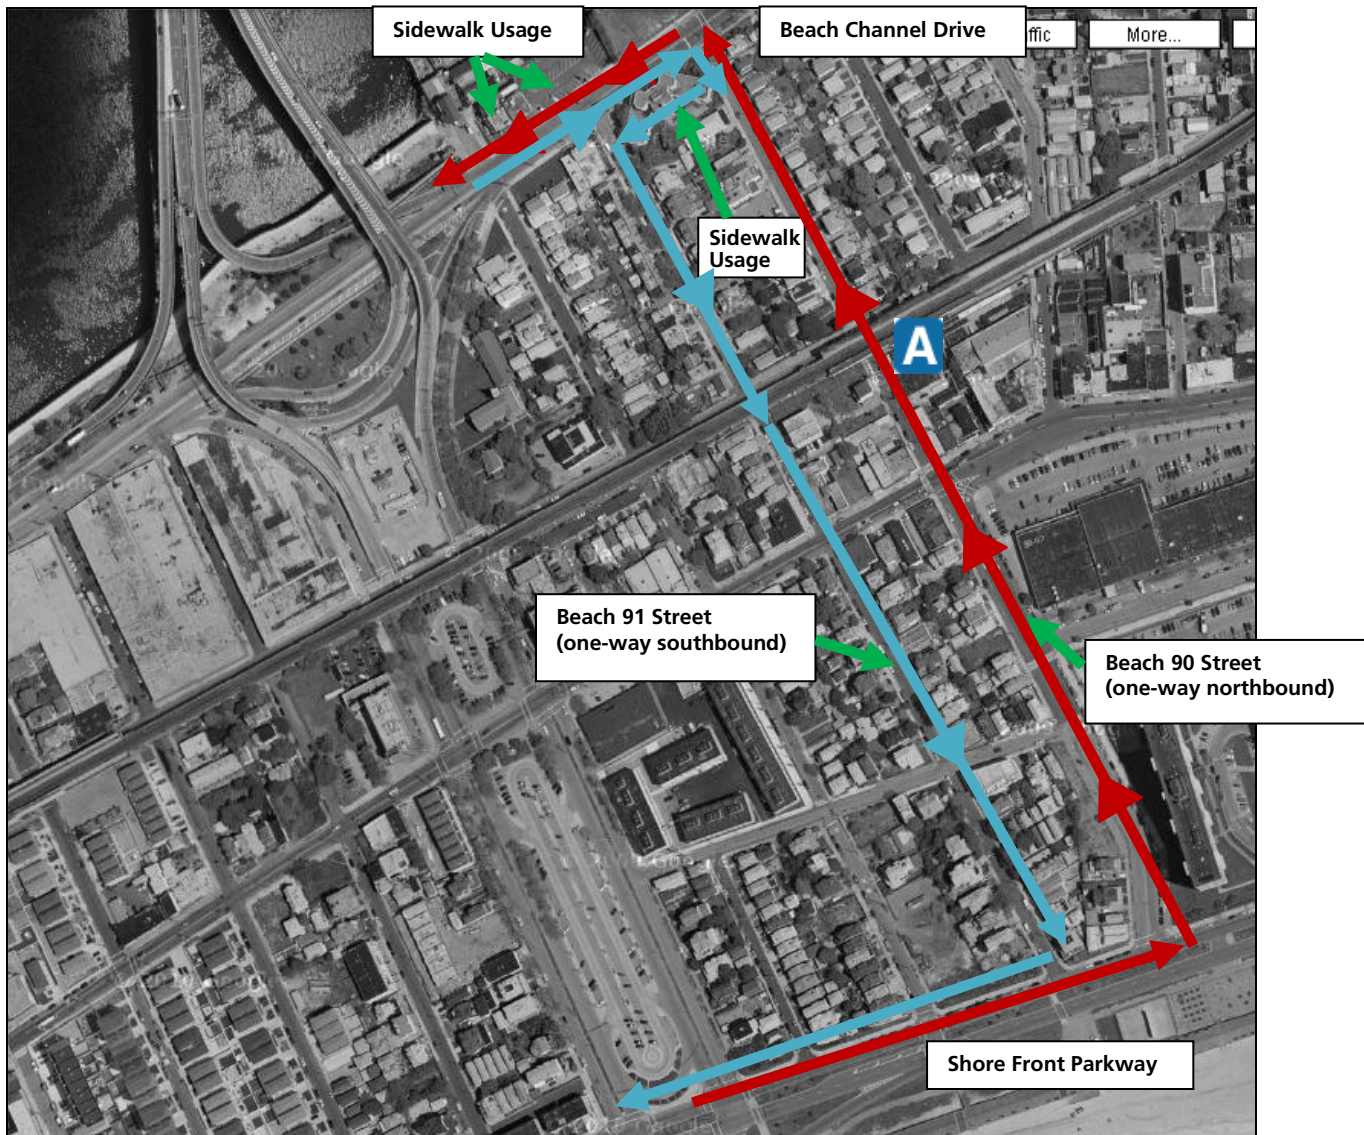 Sidewalk Usage
Beach Channel Drive
ffic
More...
Sidewalk
Usage
A
Beach 91 Street
(one-way southbound)
Beach 90 Street
(one-way northbound)
Shore Front Parkway